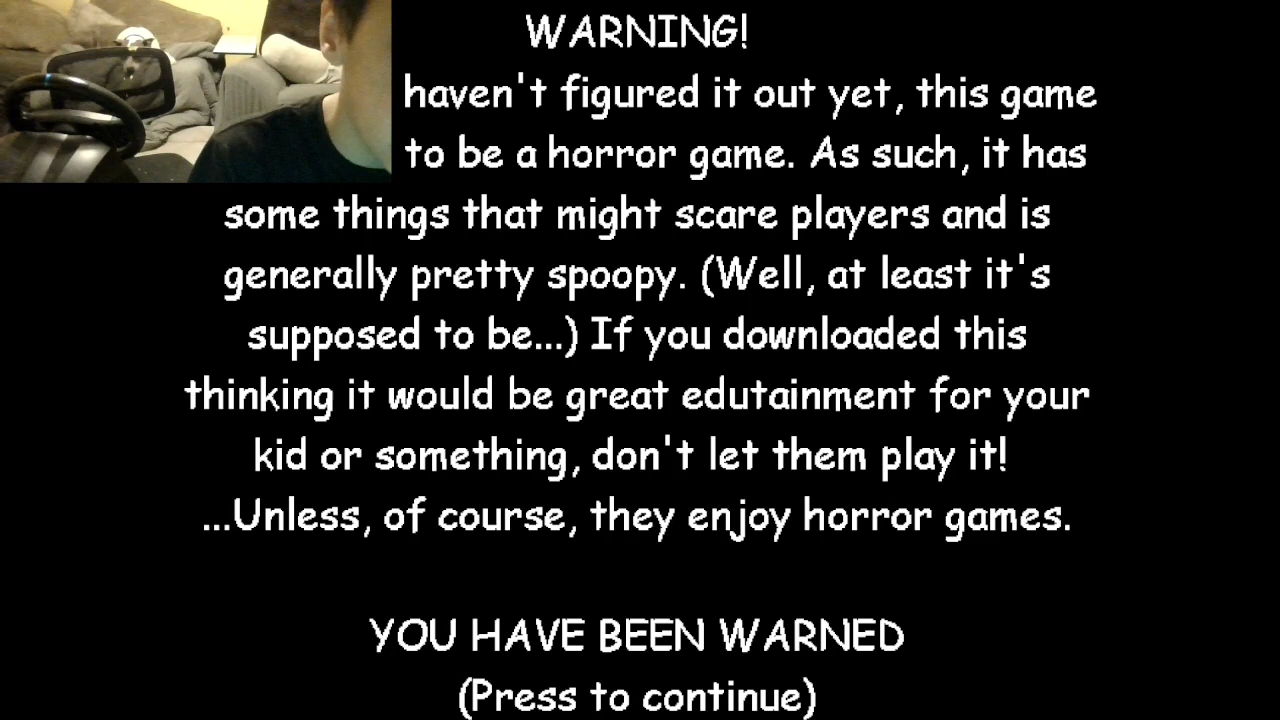 WARNING!
haven't figured it out yet, this game
to be a horror game. As such, it has
some things that might scare players and is
generally pretty spoopy. (Well, at least it's
supposed to be...) If you downloaded this
thinking it would be great edutainment for your
kid or something, don't let them play it!
...Unless, of course, they enjoy horror games.
YOU HAVE BEEN WARNED
(Press to continue)